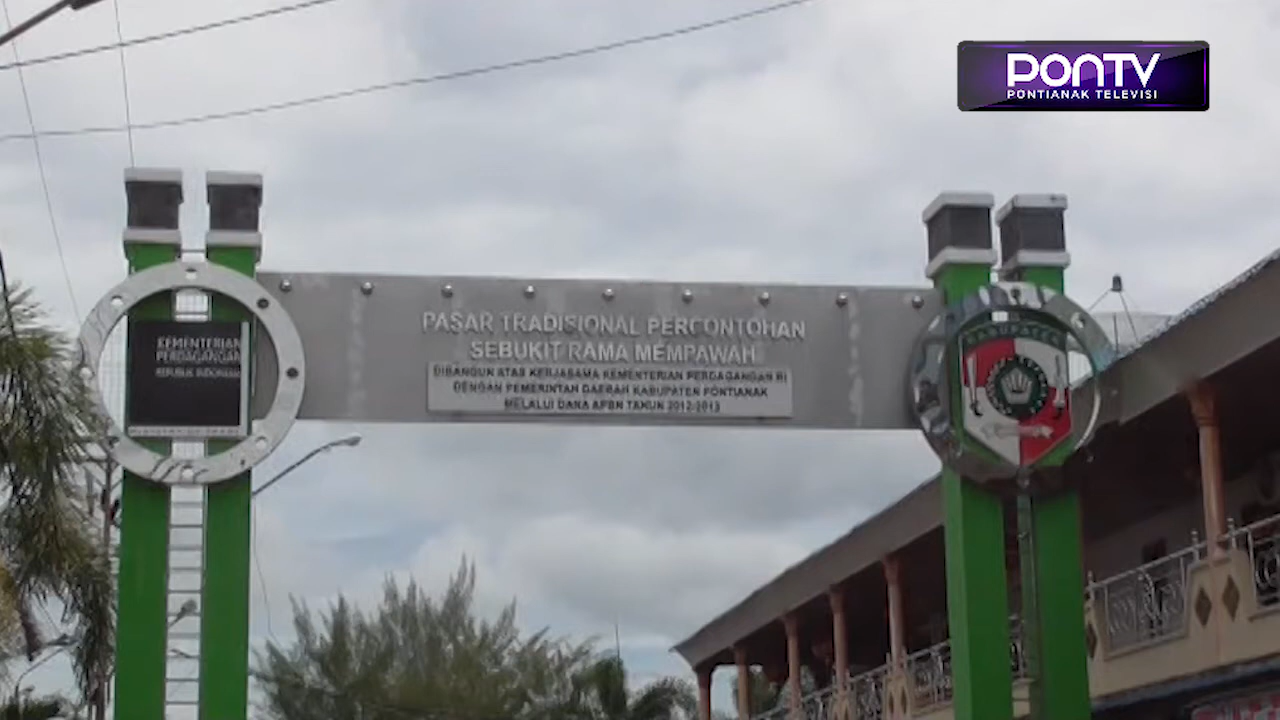 PONTV
PONTIANAK TELEVISI
PASAR TRADISIONAL PERCONTOHAN
SEBUKIT RAMA MEMPAWAH
DIBANGUN ATAS KERJASAMA KEMENTERIAN PERDAGANGAN RI
DENGAN PEMERINTAH DAERAH KABUPATEN PONTIANAK
MELALUI DANA APBN TAHUN 2012-2013
KEMENTERIAN
PERDAGANGAN
REPUBLIK INDONESIA
KABUPATEN